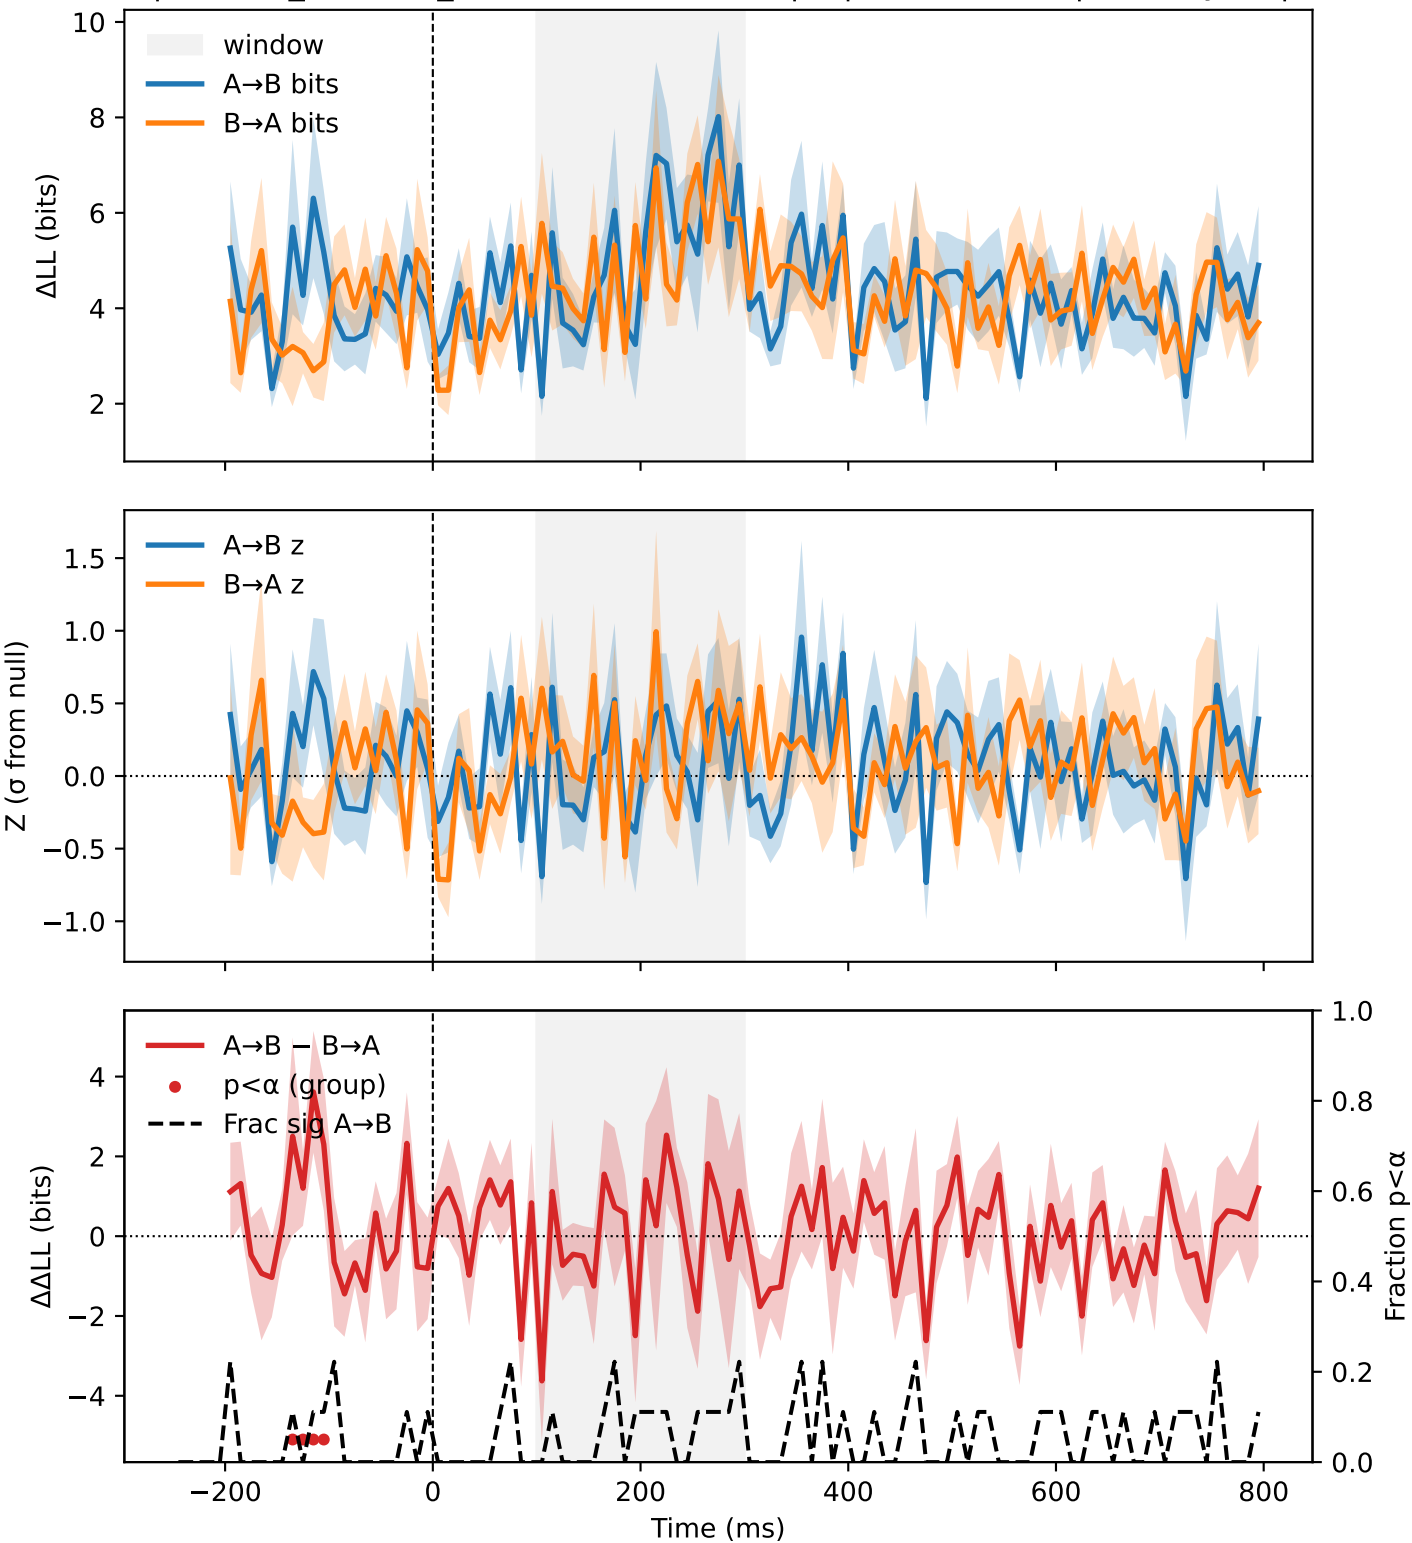 10
8
6
4
2
ΔLL (bits)
window
A→B bits
B→A bits
1.5
1.0
0.5
0.0
−0.5
−1.0
Z (σ from null)
A→B z
B→A z
4
2
0
−2
−4
ΔΔLL (bits)
A→B − B→A
p<α (group)
Frac sig A→B
1.0
0.8
0.6
0.4
0.2
0.0
Fraction p<α
−200 0 200 400 600 800
Time (ms)